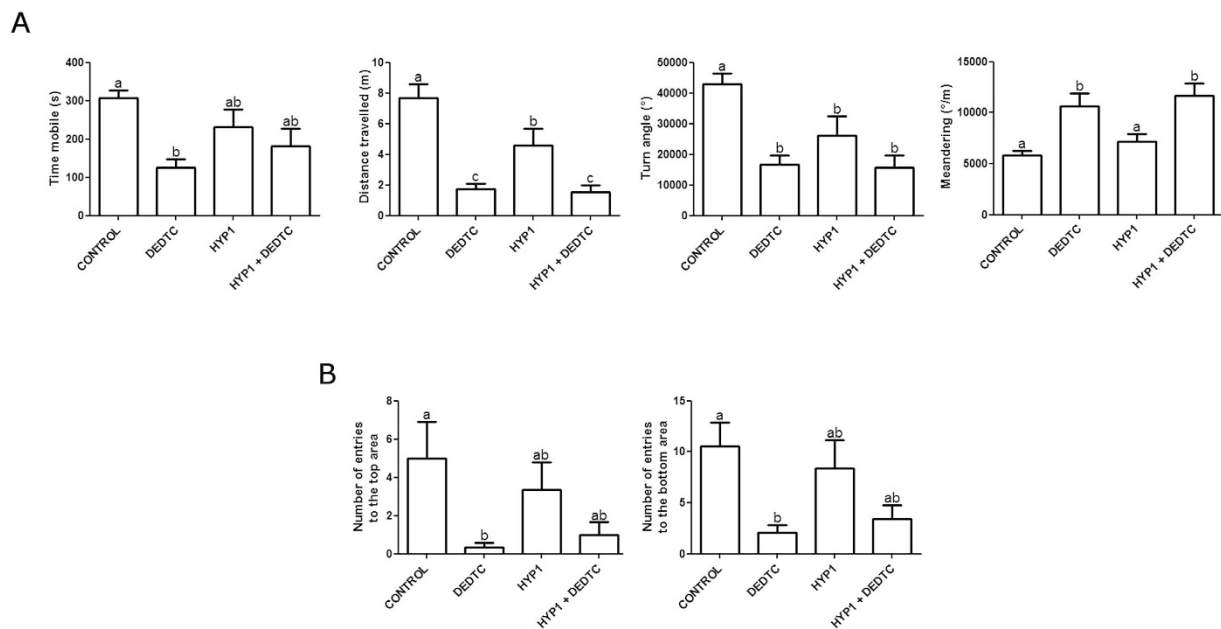 A
Time mobile (s)
400
300
200
100
0
a
b
ab
ab
CONTROL
DEDTC
HYP1
HYP1 + DEDTC
Distance travelled (m)
8
6
4
2
0
a
c
b
c
CONTROL
DEDTC
HYP1
HYP1 + DEDTC
Turn angle (°)
50000
40000
30000
20000
10000
0
a
b
b
b
CONTROL
DEDTC
HYP1
HYP1 + DEDTC
Meandering (°/m)
15000
10000
5000
0
a
b
a
b
CONTROL
DEDTC
HYP1
HYP1 + DEDTC
B
Number of entries
to the top area
8
6
4
2
0
a
b
ab
ab
CONTROL
DEDTC
HYP1
HYP1 + DEDTC
Number of entries
to the bottom area
15
10
5
0
a
b
ab
ab
CONTROL
DEDTC
HYP1
HYP1 + DEDTC